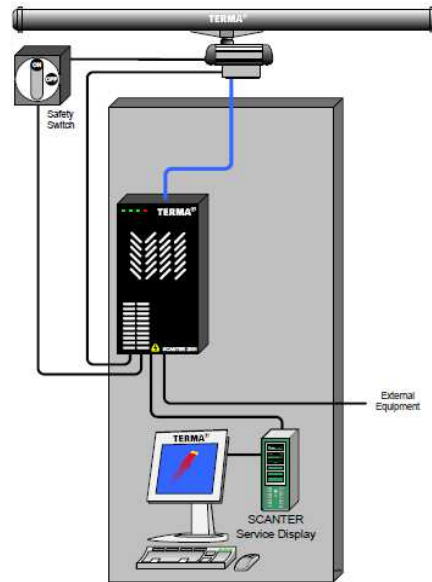 TERMA
ON
OFF
Safety
Switch
TERMA
SCANTER 2001
External
Equipment
TERMA
SCANTER
Service Display